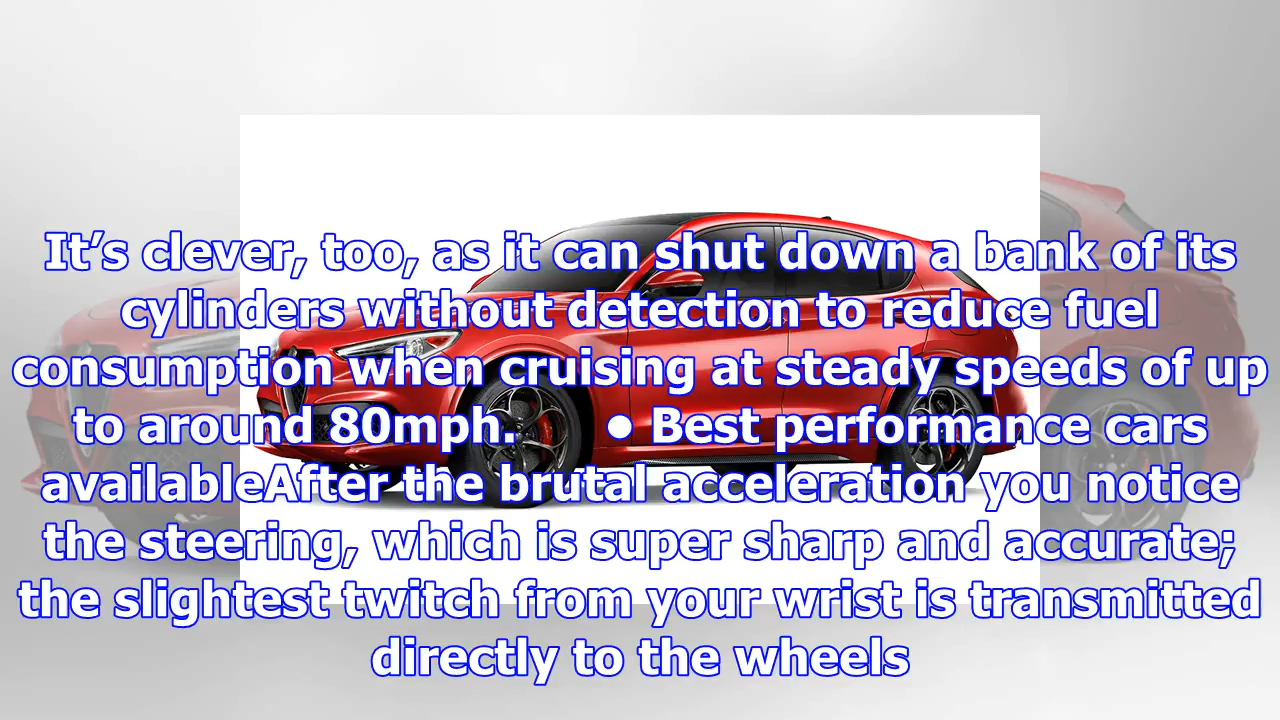 It’s clever, too, as it can shut down a bank of its
cylinders without detection to reduce fuel
consumption when cruising at steady speeds of up
to around 80mph. ● Best performance cars
availableAfter the brutal acceleration you notice
the steering, which is super sharp and accurate;
the slightest twitch from your wrist is transmitted
directly to the wheels